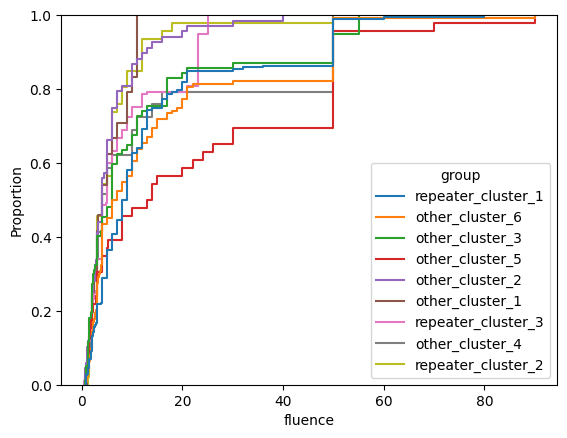 1.0
0.8
0.6
0.4
0.2
0.0
Proportion
0
20
40
60
80
fluence
group
repeater_cluster_1
other_cluster_6
other_cluster_3
other_cluster_5
other_cluster_2
other_cluster_1
repeater_cluster_3
other_cluster_4
repeater_cluster_2